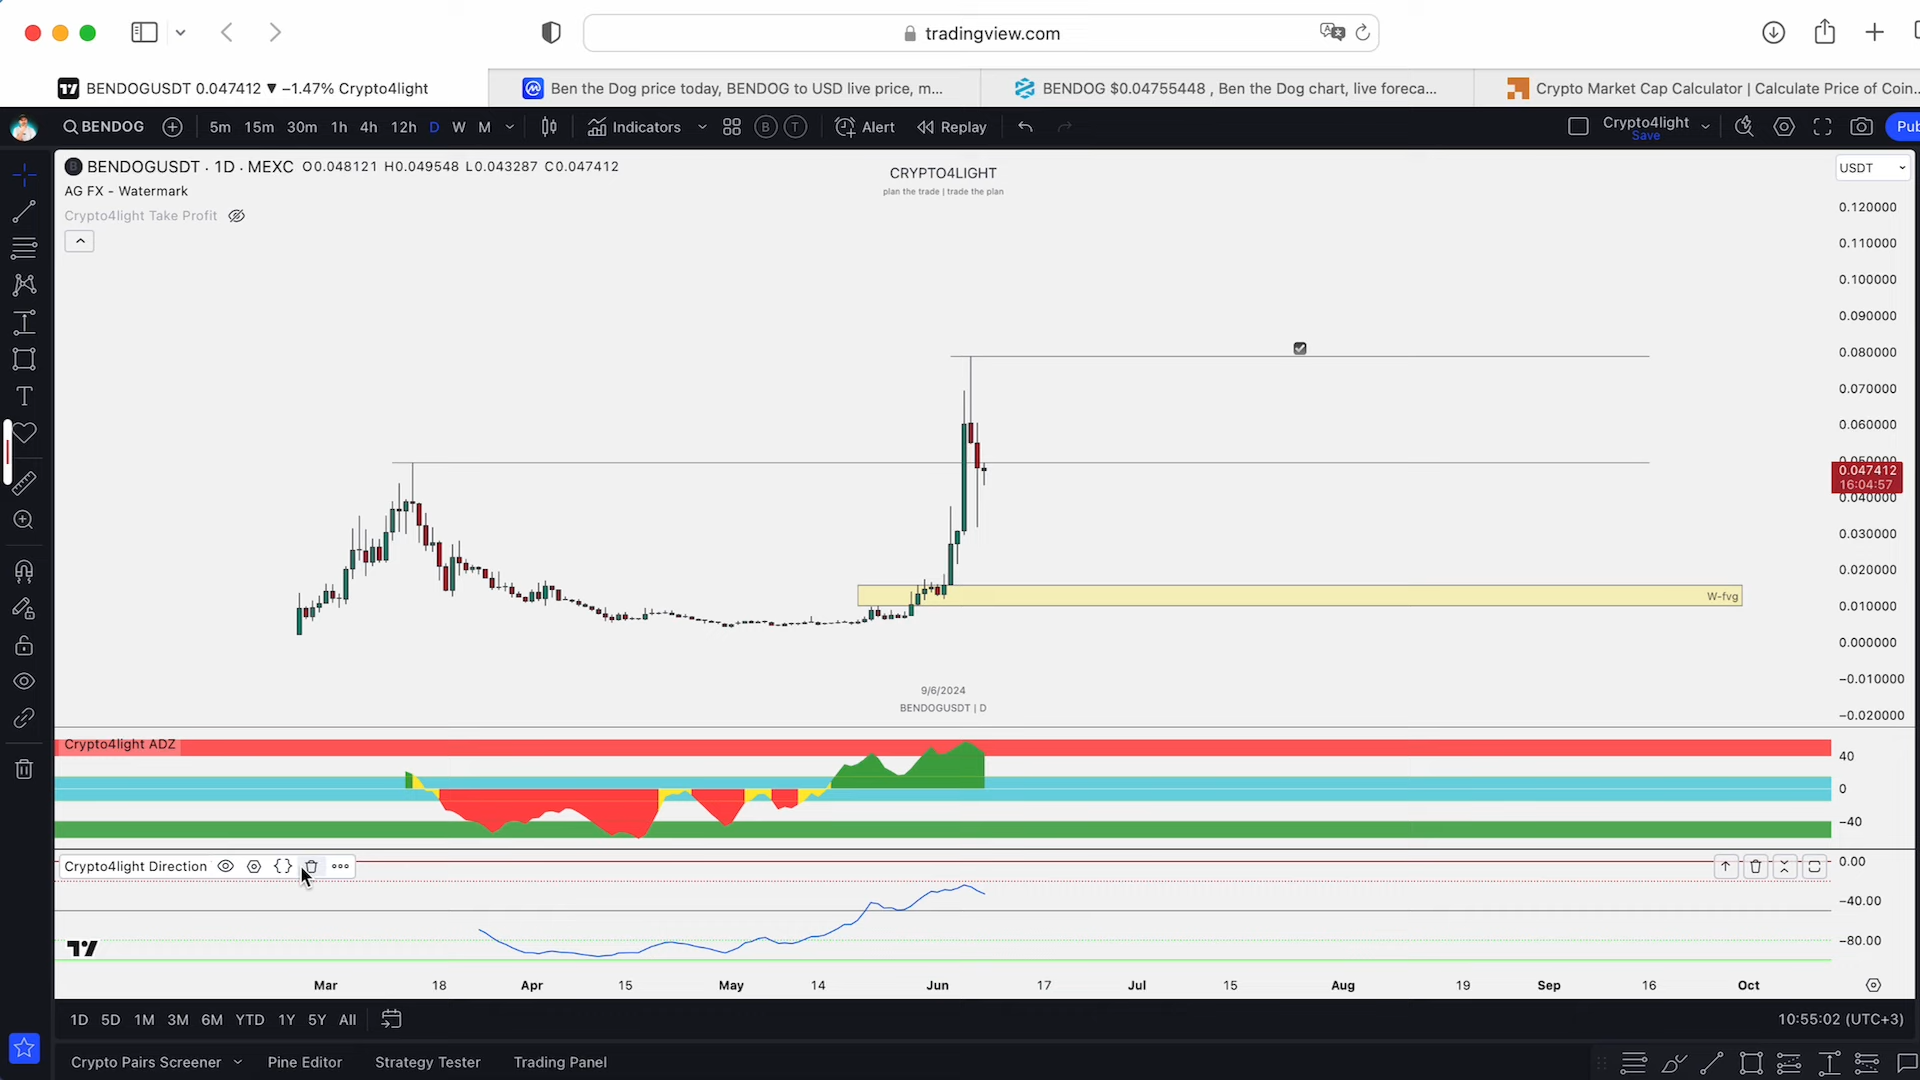 tradingview.com
BENDOGUSDT 0.047412 ▼ −1.47% Crypto4light
Ben the Dog price today, BENDOG to USD live price, m...
BENDOG $0.04755448 , Ben the Dog chart, live foreca...
Crypto Market Cap Calculator | Calculate Price of Coin...
BENDOG
5m 15m 30m 1h 4h 12h D W M
Indicators
B
T
Alert
Replay
Crypto4light
Save
Pub
BENDOGUSDT · 1D · MEXC O0.048121 H0.049548 L0.043287 C0.047412
AG FX - Watermark
Crypto4light Take Profit
CRYPTO4LIGHT
plan the trade | trade the plan
USDT
0.120000
0.110000
0.100000
0.090000
0.080000
0.070000
0.060000
0.050000
0.047412
16:04:57
0.040000
0.030000
0.020000
0.010000
0.000000
−0.010000
−0.020000
W-fvg
9/6/2024
BENDOGUSDT | D
Crypto4light ADZ
40
0
−40
Crypto4light Direction
0.00
−40.00
−80.00
Mar 18 Apr 15 May 14 Jun 17 Jul 15 Aug 19 Sep 16 Oct
1D 5D 1M 3M 6M YTD 1Y 5Y All
10:55:02 (UTC+3)
Crypto Pairs Screener Pine Editor Strategy Tester Trading Panel